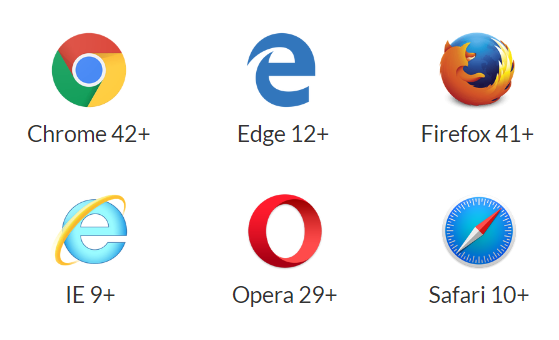 Chrome 42+
Edge 12+
Firefox 41+
IE 9+
Opera 29+
Safari 10+